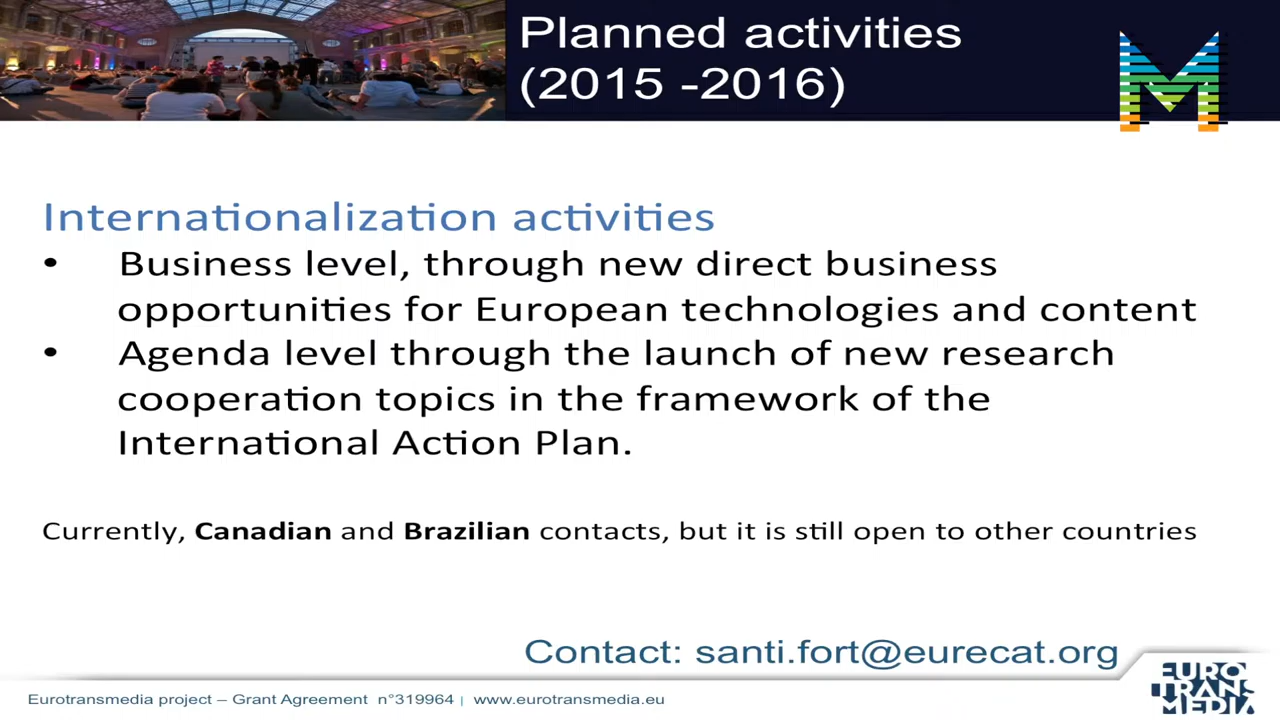 Planned activities
(2015 -2016)
Internationalization activities
• Business level, through new direct business
opportunities for European technologies and content
• Agenda level through the launch of new research
cooperation topics in the framework of the
International Action Plan.
Currently, Canadian and Brazilian contacts, but it is still open to other countries
Contact: santi.fort@eurecat.org
Eurotransmedia project – Grant Agreement n°319964 | www.eurotransmedia.eu
EURO
TRANS
MEDIA